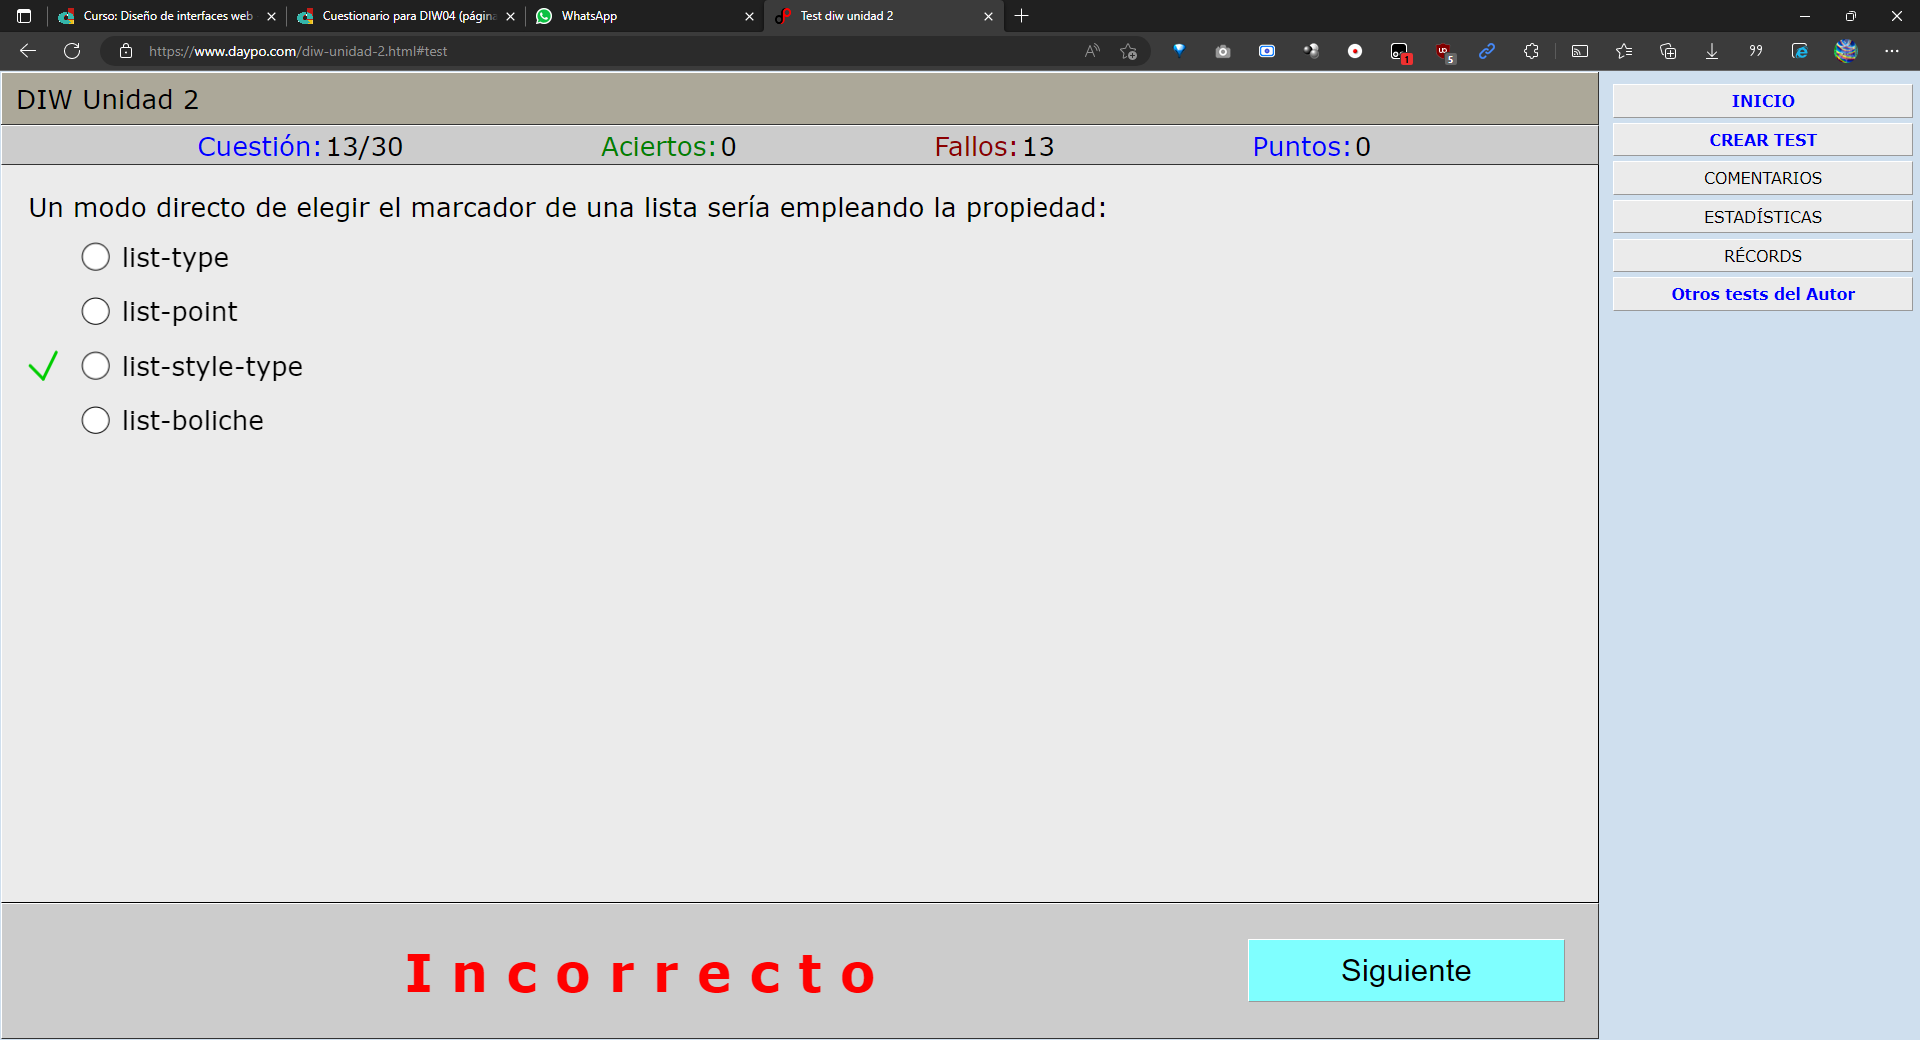 Curso: Diseño de interfaces web
Cuestionario para DIW04 (página
WhatsApp
Test diw unidad 2
https://www.daypo.com/diw-unidad-2.html#test
1
5
DIW Unidad 2
Cuestión: 13/30 Aciertos: 0 Fallos: 13 Puntos: 0
Un modo directo de elegir el marcador de una lista sería empleando la propiedad:
list-type
list-point
list-style-type
list-boliche
Incorrecto
Siguiente
INICIO
CREAR TEST
COMENTARIOS
ESTADÍSTICAS
RÉCORDS
Otros tests del Autor